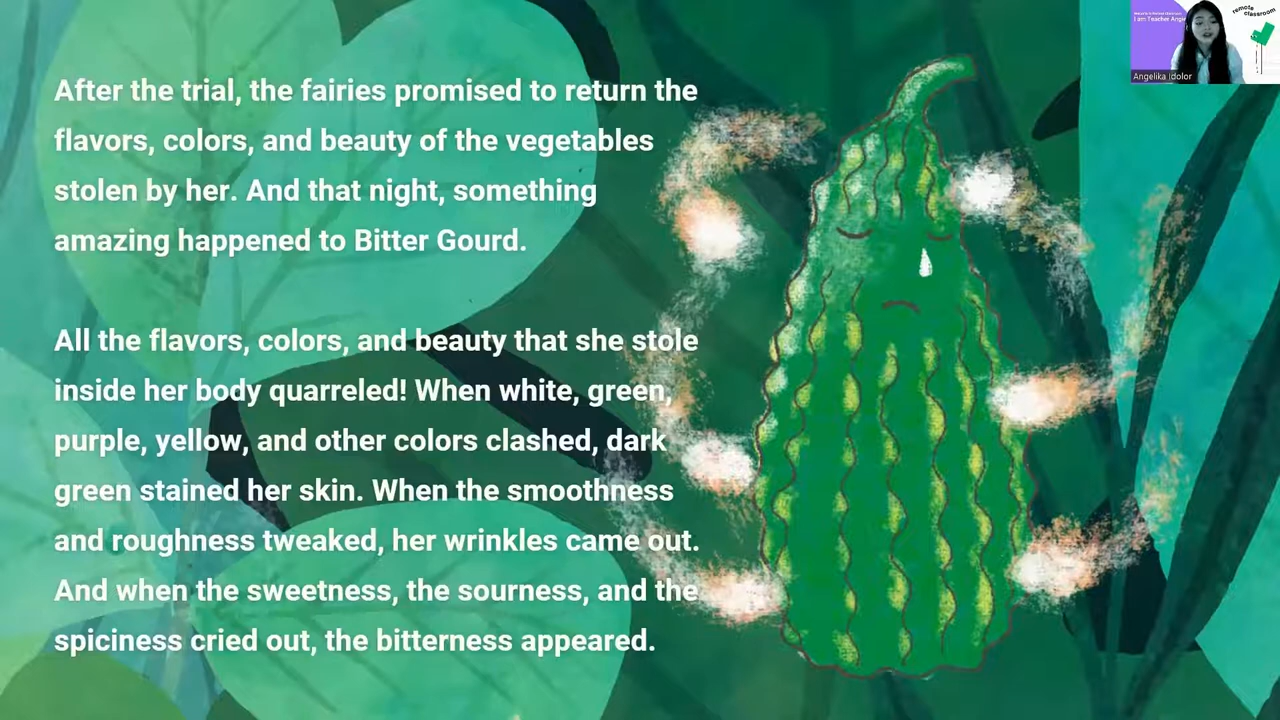 After the trial, the fairies promised to return the
flavors, colors, and beauty of the vegetables
stolen by her. And that night, something
amazing happened to Bitter Gourd.
All the flavors, colors, and beauty that she stole
inside her body quarreled! When white, green,
purple, yellow, and other colors clashed, dark
green stained her skin. When the smoothness
and roughness tweaked, her wrinkles came out.
And when the sweetness, the sourness, and the
spiciness cried out, the bitterness appeared.
I am Teacher Angie
Angelika Idolor
remote
classroom